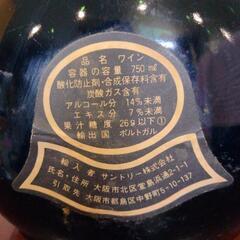 品名 ワイン
容器の容量 750ml
酸化防止剤・合成保存料含有
炭酸ガス含有
アルコール分 14%未満
エキス分 7%未満
果汁糖度 26g以下①
輸出国 ポルトガル
輸入者 サントリー株式会社
氏名・住所 大阪市北区堂島浜2-1-1
引取先 大阪市都島区中野町5-10-137